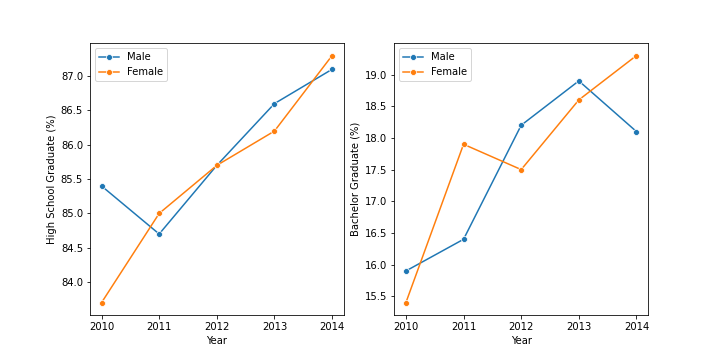 Male
Female
High School Graduate (%)
87.0
86.5
86.0
85.5
85.0
84.5
84.0
2010 2011 2012 2013 2014
Year
Male
Female
Bachelor Graduate (%)
19.0
18.5
18.0
17.5
17.0
16.5
16.0
15.5
2010 2011 2012 2013 2014
Year